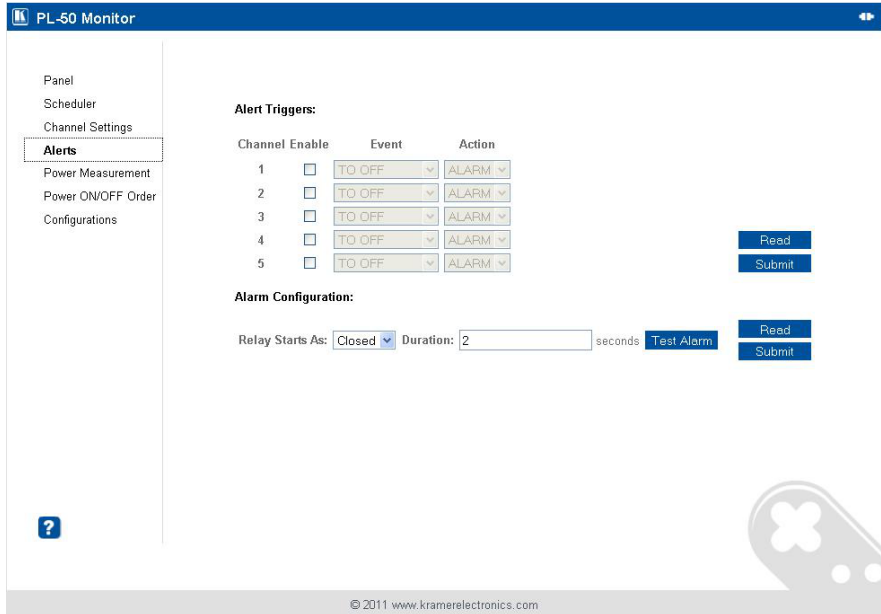 PL-50 Monitor
Panel
Scheduler
Channel Settings
Alerts
Power Measurement
Power ON/OFF Order
Configurations
Alert Triggers:
Channel Enable Event Action
1 TO OFF ALARM
2 TO OFF ALARM
3 TO OFF ALARM
4 TO OFF ALARM Read
5 TO OFF ALARM Submit
Alarm Configuration:
Relay Starts As: Closed Duration: 2 seconds Test Alarm
Read
Submit
?
© 2011 www.kramerelectronics.com